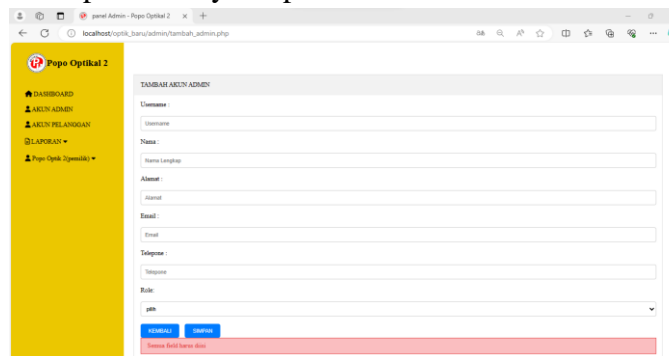 panel Admin - Popo Optikal 2
localhost/optik_baru/admin/tambah_admin.php
Popo Optikal 2
DASHBOARD
AKUN ADMIN
AKUN PELANGGAN
LAPORAN
Popo Optik 2(pemilik)
TAMBAH AKUN ADMIN
Username :
Username
Nama :
Nama Lengkap
Alamat :
Alamat
Email :
Email
Telepone :
Telepone
Role:
pilih
KEMBALI SIMPAN
Semua field harus diisi